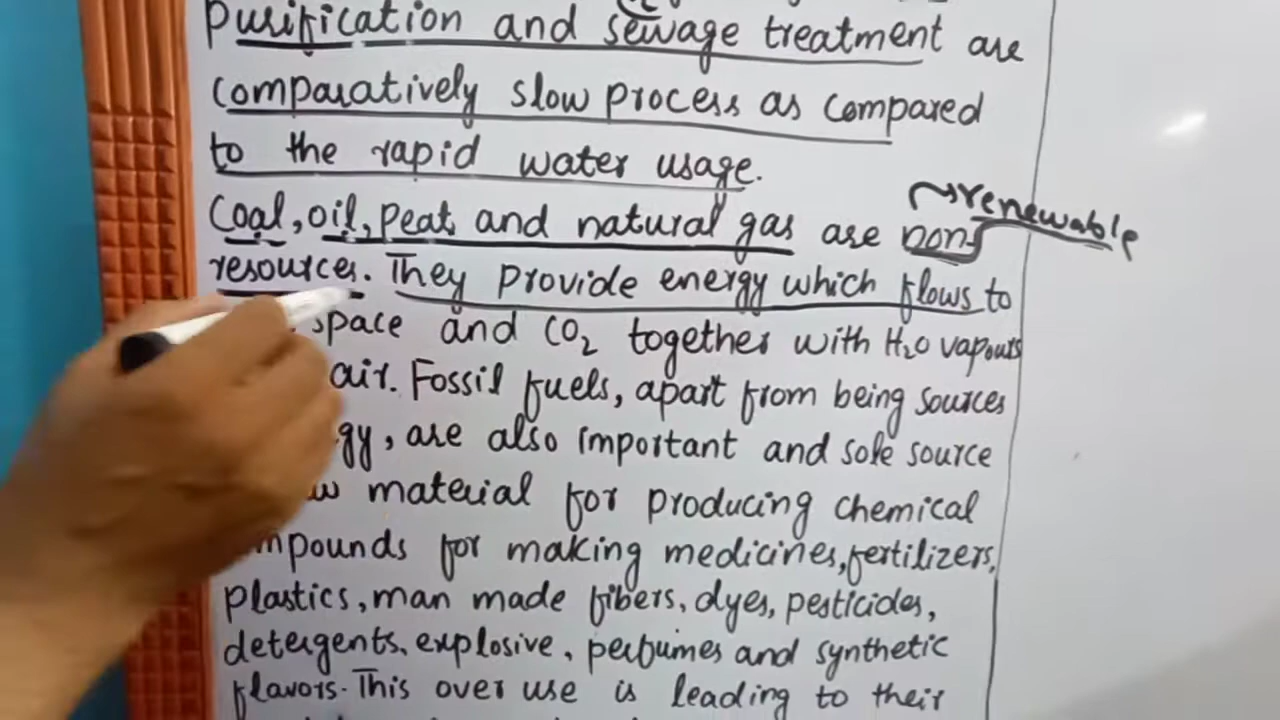 purification and sewage treatment are
comparatively slow process as compared
to the rapid water usage.
Coal, oil, peat and natural gas are non renewable
resources. They provide energy which flows to
space and CO2 together with H2O vapours
air. Fossil fuels, apart from being sources
gy, are also important and sole source
w material for producing chemical
mpounds for making medicines, fertilizers,
plastics, man made fibers, dyes, pesticides,
detergents, explosive, perfumes and synthetic
flavors. This over use is leading to their